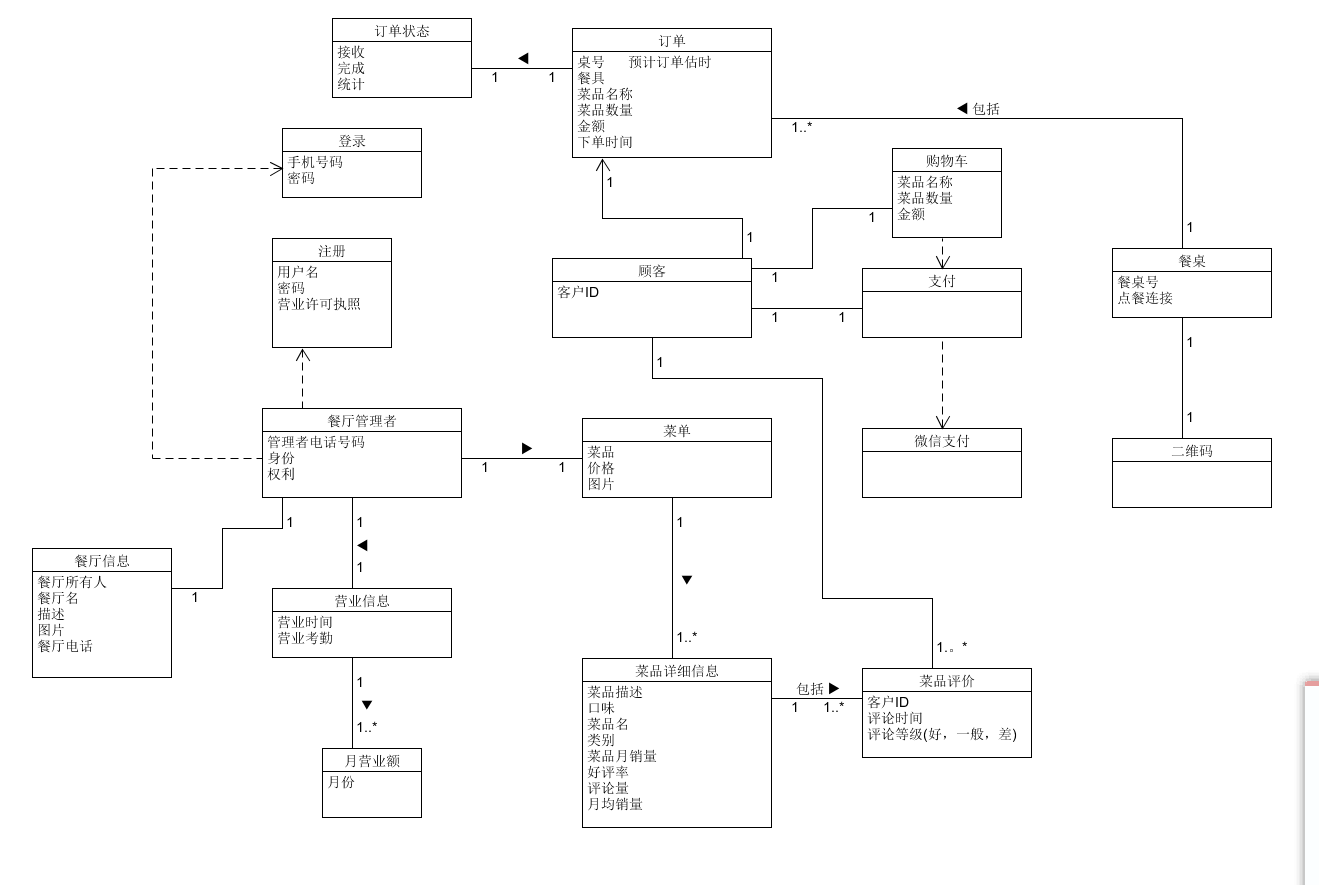 订单状态
接收
完成
统计
1
1
订单
桌号 预计订单估时
餐具
菜品名称
菜品数量
金额
下单时间
包括
1..*
1
登录
手机号码
密码
购物车
菜品名称
菜品数量
金额
1
1
1
1
注册
用户名
密码
营业许可执照
顾客
客户ID
1
1
1
支付
餐桌
餐桌号
点餐连接
1
1
微信支付
二维码
餐厅管理者
管理者电话号码
身份
权利
1
1
菜单
菜品
价格
图片
1
1
1
1
餐厅信息
餐厅所有人
餐厅名
描述
图片
餐厅电话
1
营业信息
营业时间
营业考勤
1
1..*
月营业额
月份
1..*
菜品详细信息
菜品描述
口味
菜品名
类别
菜品月销量
好评率
评论量
月均销量
包括
1
1..*
1.。*
菜品评价
客户ID
评论时间
评论等级(好，一般，差)